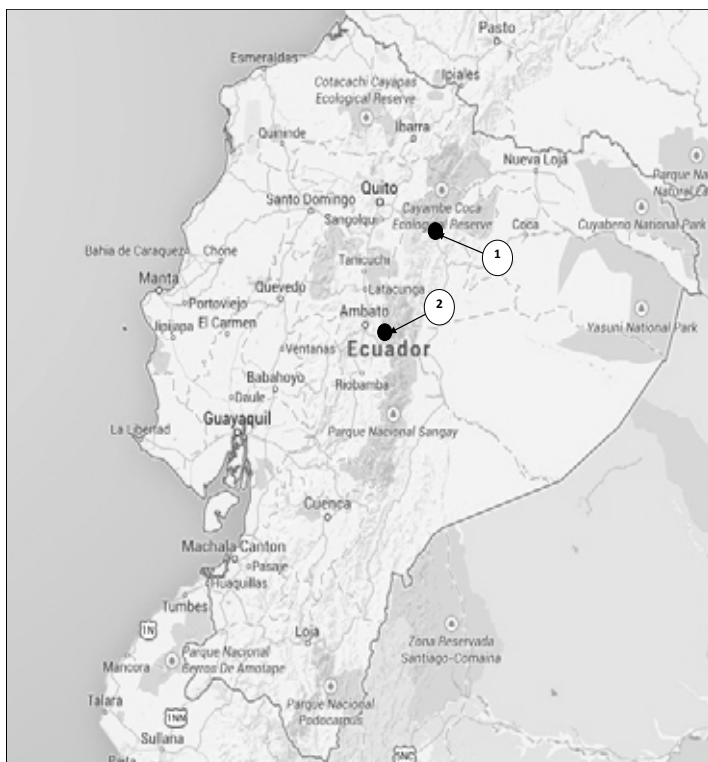 Pasto
Esmeraldas
Cotacachi Cayapas
Ecological Reserve
Ipiales
Ibarra
Quininde
Nueva Loja
Parque Na
Natural Ca
Santo Domingo
Quito
Cayambe Coca
Ecological Reserve
Sangolqui
Coca
Cuyabeno National Park
Bahia de Caraquez
Chone
Tanicuchi
1
Manta
Quevedo
Latacunga
2
Portoviejo
El Carmen
Ambato
Jipijapa
Yasuni National Park
Ventanas
Ecuador
Babahoyo
Riobamba
Daule
Guayaquil
La Libertad
Parque Nacional Sangay
Cuenca
Machala-Canton
Pasaje
Huaquillas
Tumbes
1N
Loja
Zona Reservada
Santiago-Comaina
Parque Nacional
Cerros De Amotape
Mancora
Talara
Parque Nacional
Podocarpus
1NN
Sullana